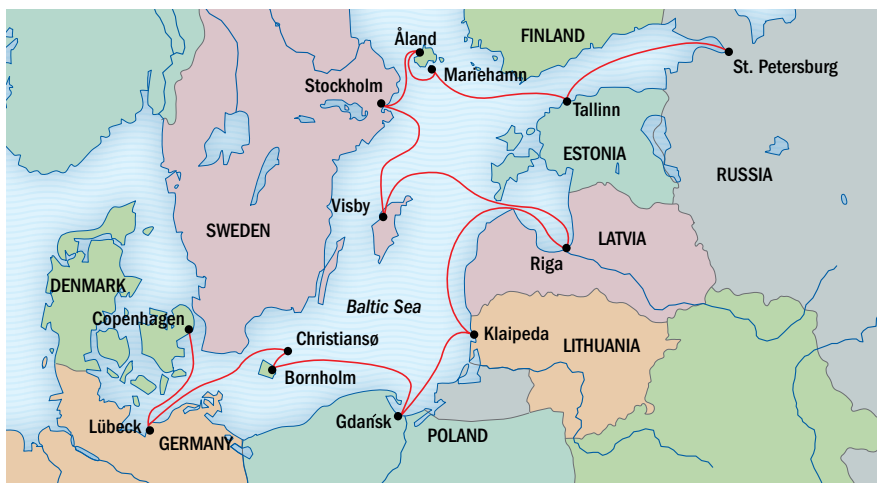 FINLAND
Åland
Mariehamn
St. Petersburg
Stockholm
Tallinn
ESTONIA
RUSSIA
Visby
SWEDEN
LATVIA
Riga
DENMARK
Baltic Sea
Copenhagen
Christiansø
Klaipeda
LITHUANIA
Bornholm
Gdańsk
Lübeck
GERMANY
POLAND